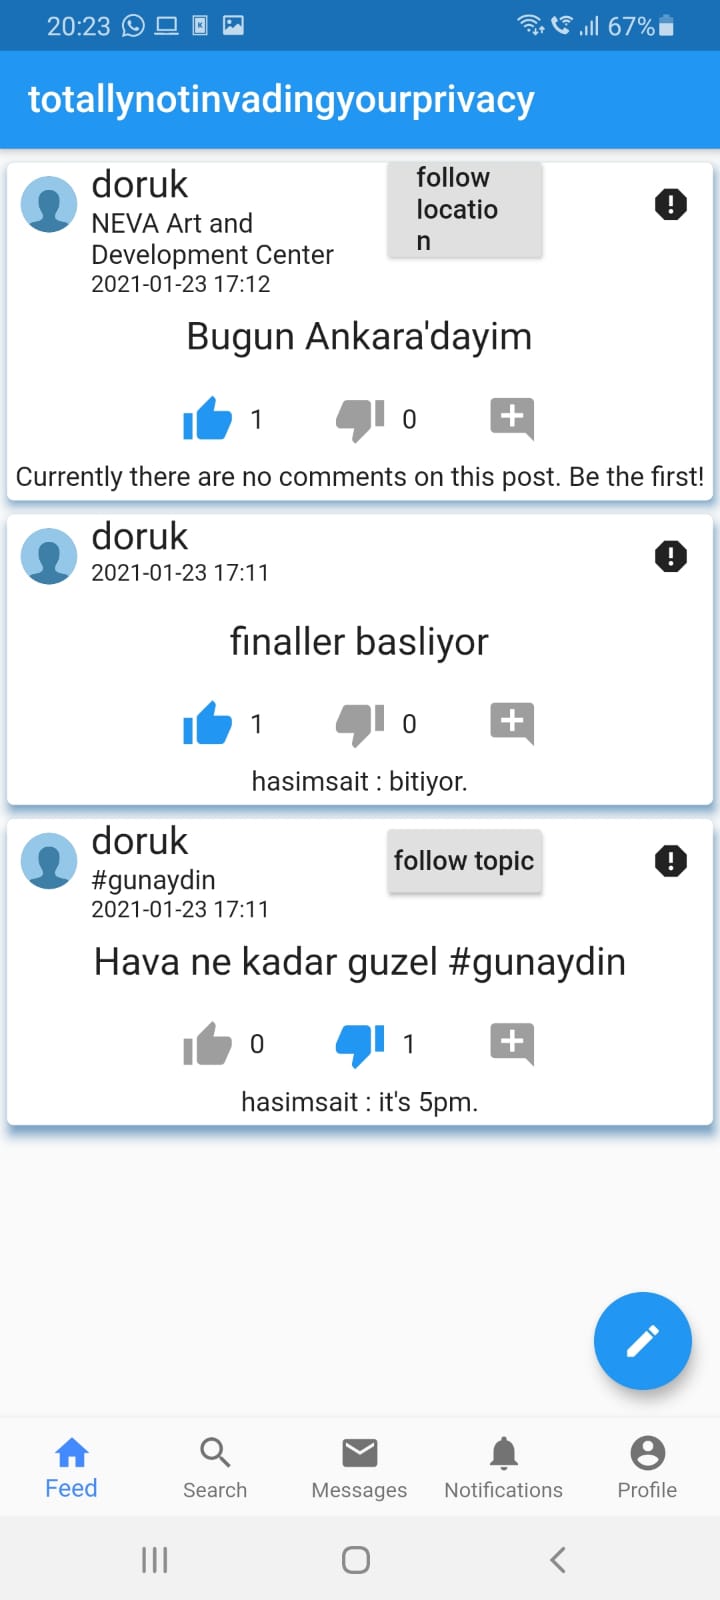 20:23 67%
totallynotinvadingyourprivacy
doruk
NEVA Art and
Development Center
2021-01-23 17:12
follow
locatio
n
Bugun Ankara'dayim
1 0
Currently there are no comments on this post. Be the first!
doruk
2021-01-23 17:11
finaller basliyor
1 0
hasimsait : bitiyor.
doruk
#gunaydin
2021-01-23 17:11
follow topic
Hava ne kadar guzel #gunaydin
0 1
hasimsait : it's 5pm.
Feed Search Messages Notifications Profile